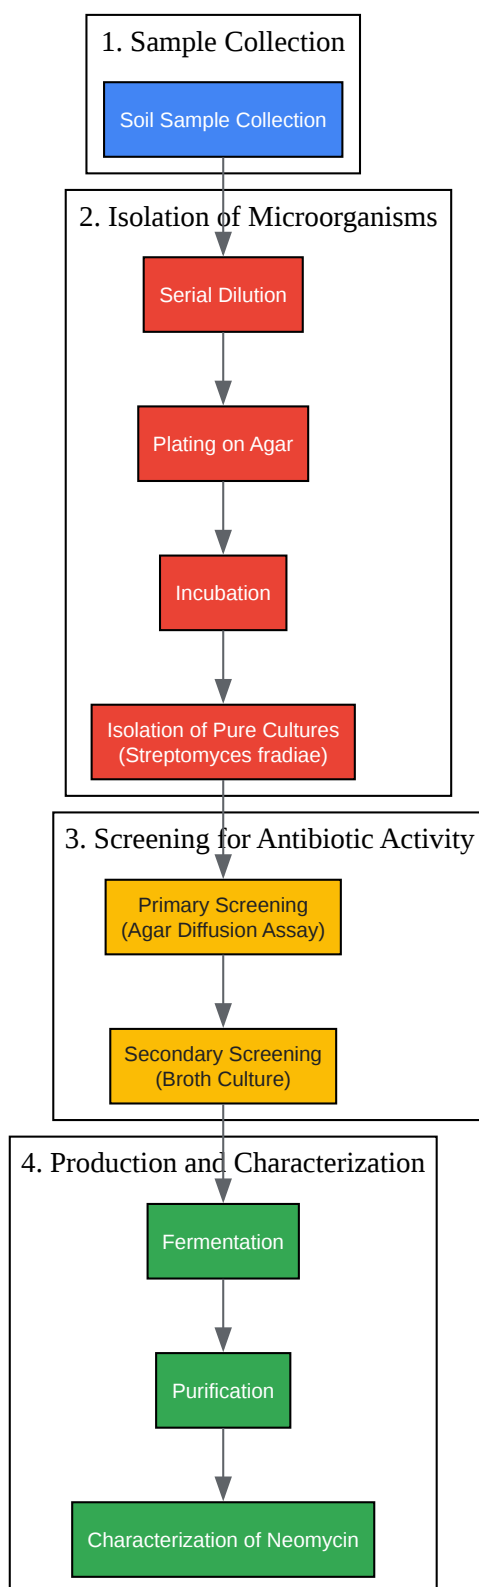 1. Sample Collection
Soil Sample Collection
2. Isolation of Microorganisms
Serial Dilution
Plating on Agar
Incubation
Isolation of Pure Cultures
(Streptomyces fradiae)
3. Screening for Antibiotic Activity
Primary Screening
(Agar Diffusion Assay)
Secondary Screening
(Broth Culture)
4. Production and Characterization
Fermentation
Purification
Characterization of Neomycin